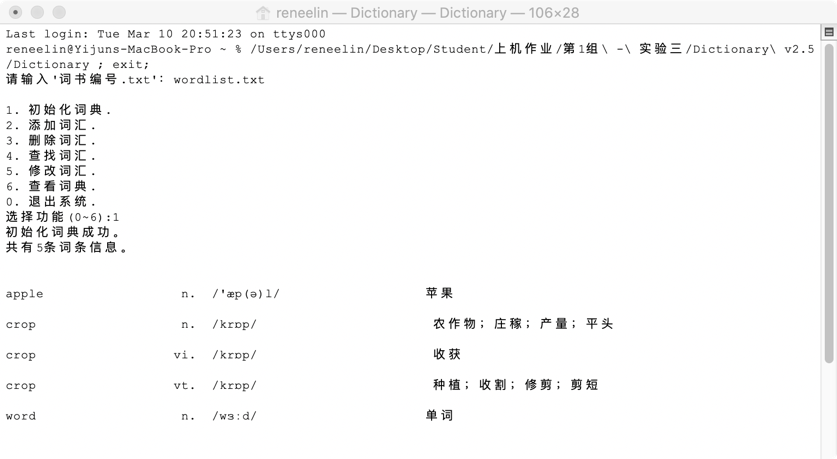 reneelin — Dictionary — Dictionary — 106×28
Last login: Tue Mar 10 20:51:23 on ttys000
reneelin@Yijuns-MacBook-Pro ~ % /Users/reneelin/Desktop/Student/上机作业/第1组\ -\ 实验三/Dictionary\ v2.5
/Dictionary ; exit;
请输入'词书编号.txt': wordlist.txt
1. 初始化词典.
2. 添加词汇.
3. 删除词汇.
4. 查找词汇.
5. 修改词汇.
6. 查看词典.
0. 退出系统.
选择功能(0~6):1
初始化词典成功。
共有5条词条信息。
apple n. /'æp(ə)l/ 苹果
crop n. /krɒp/ 农作物; 庄稼; 产量; 平头
crop vi. /krɒp/ 收获
crop vt. /krɒp/ 种植; 收割; 修剪; 剪短
word n. /wɜːd/ 单词